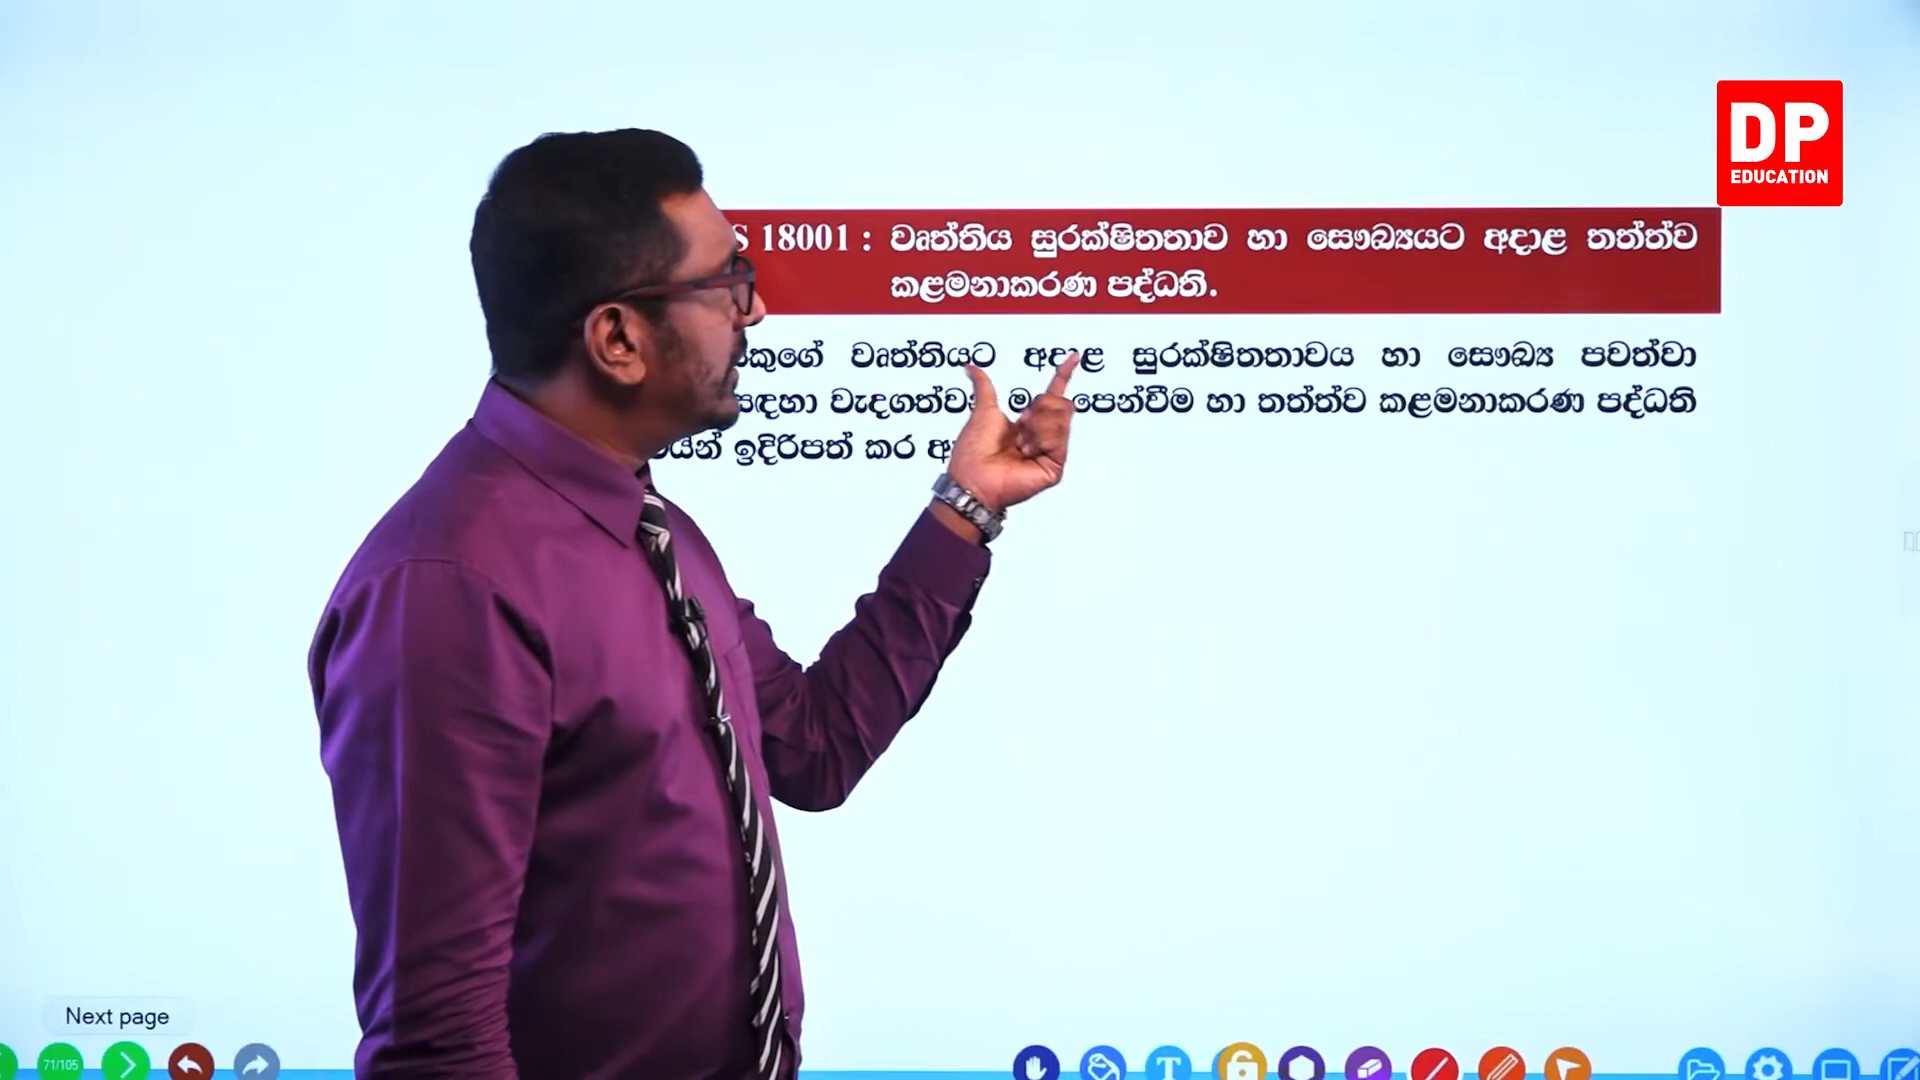 DP
EDUCATION
S 18001 : වෘත්තිය සුරක්ෂිතතාව හා සෞඛ්‍යයට අදාළ තත්ත්ව
කළමනාකරණ පද්ධති.
වෘත්තියට අදාළ සුරක්ෂිතතාවය හා සෞඛ්‍ය පවත්වා
සඳහා පෙන්වීම හා තත්ත්ව කළමනාකරණ පද්ධති
ඉදිරිපත් කර
Next page
71/105
T